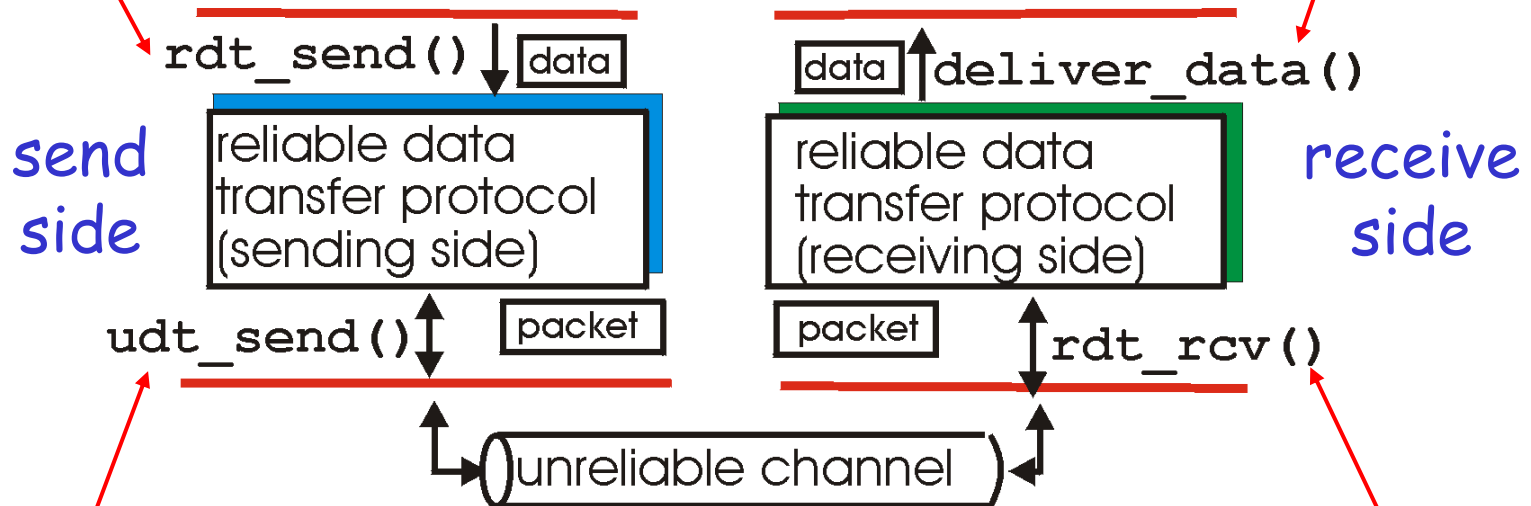 rdt_send()
data
data
deliver_data()
send
side
reliable data
transfer protocol
(sending side)
reliable data
transfer protocol
(receiving side)
receive
side
udt_send()
packet
packet
rdt_rcv()
unreliable channel